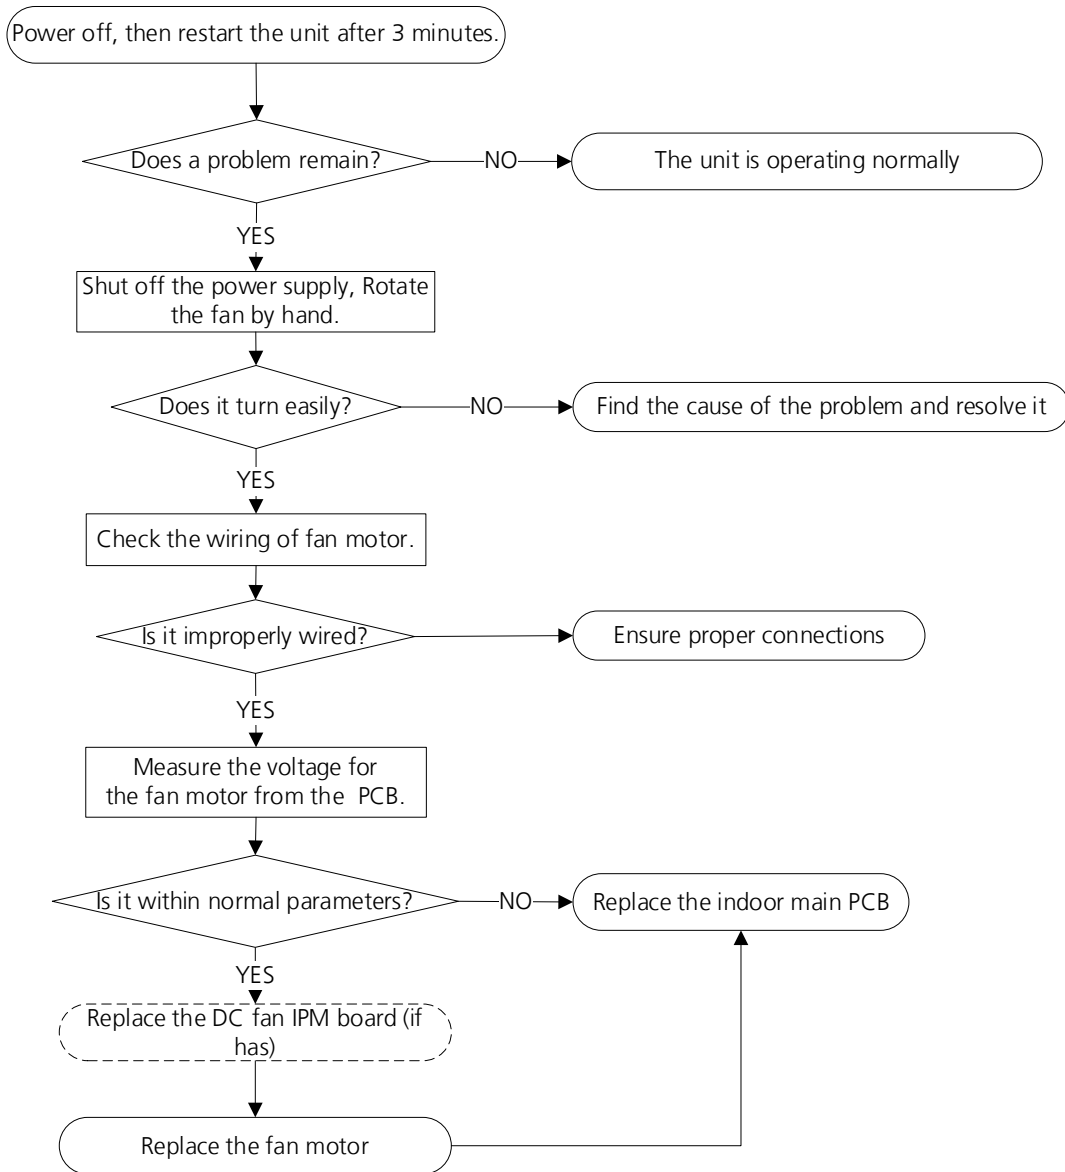 Power off, then restart the unit after 3 minutes.
Does a problem remain?
NO
The unit is operating normally
YES
Shut off the power supply, Rotate
the fan by hand.
Does it turn easily?
NO
Find the cause of the problem and resolve it
YES
Check the wiring of fan motor.
Is it improperly wired?
Ensure proper connections
YES
Measure the voltage for
the fan motor from the PCB.
Is it within normal parameters?
NO
Replace the indoor main PCB
YES
Replace the DC fan IPM board (if
has)
Replace the fan motor